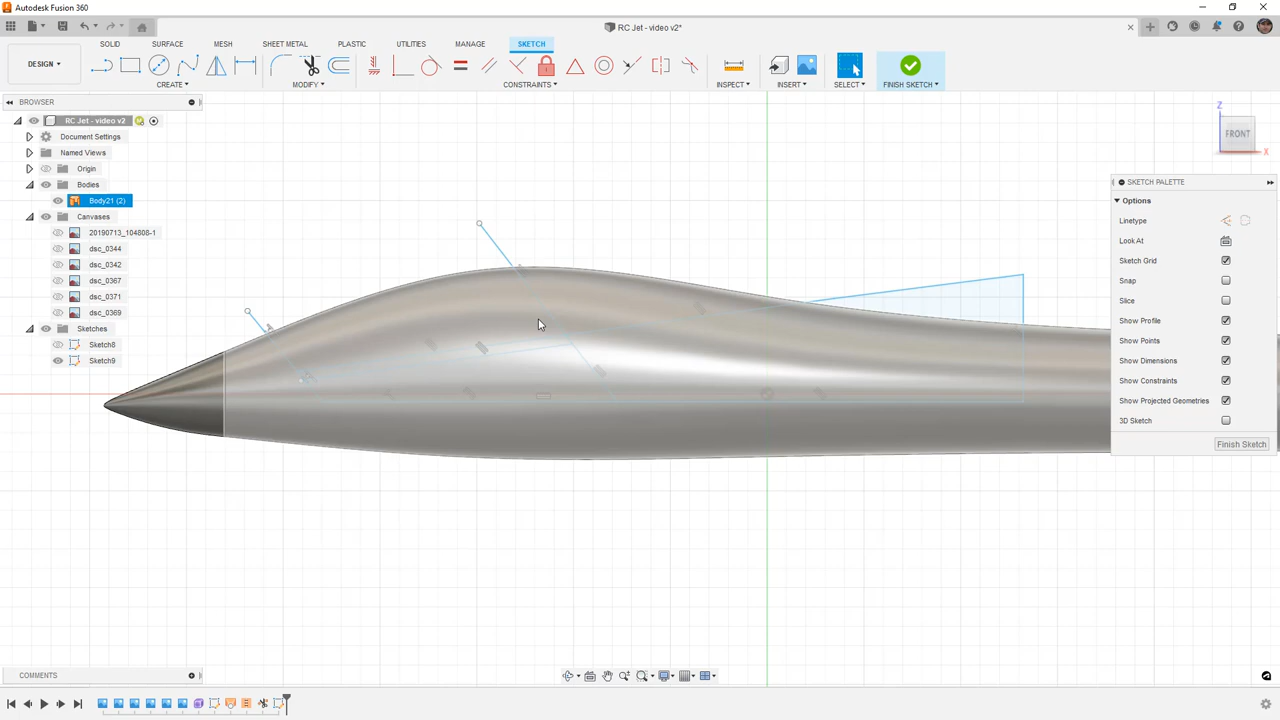 Autodesk Fusion 360
RC Jet - video v2*
SOLID SURFACE MESH SHEET METAL PLASTIC UTILITIES MANAGE SKETCH
DESIGN
CREATE MODIFY CONSTRAINTS INSPECT INSERT SELECT FINISH SKETCH
BROWSER
RC Jet - video v2
Document Settings
Named Views
Origin
Bodies
Body21 (2)
Canvases
20190713_104808-1
dsc_0344
dsc_0342
dsc_0367
dsc_0371
dsc_0369
Sketches
Sketch8
Sketch9
Z
FRONT
X
SKETCH PALETTE
Options
Linetype
Look At
Sketch Grid
Snap
Slice
Show Profile
Show Points
Show Dimensions
Show Constraints
Show Projected Geometries
3D Sketch
Finish Sketch
COMMENTS